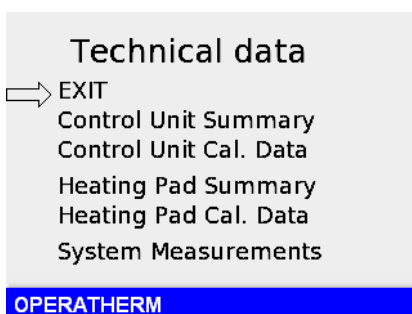 Technical data
EXIT
Control Unit Summary
Control Unit Cal. Data
Heating Pad Summary
Heating Pad Cal. Data
System Measurements
OPERATHERM